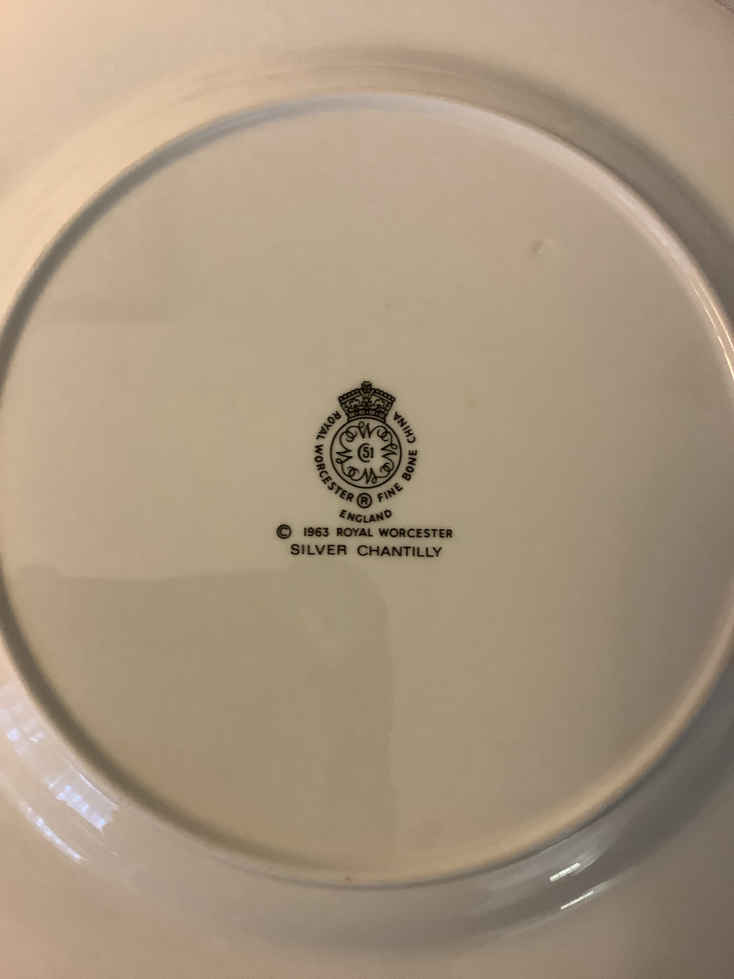 ROYAL WORCESTER ® FINE BONE CHINA
51
ENGLAND
© 1963 ROYAL WORCESTER
SILVER CHANTILLY